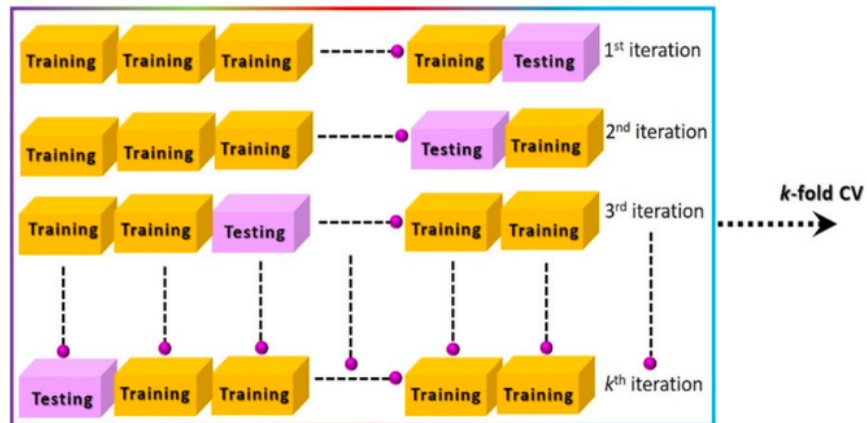 Training Training Training Training Testing 1st iteration
Training Training Training Testing Training 2nd iteration
Training Training Testing Training Training 3rd iteration
k-fold CV
Testing Training Training Training Training kth iteration